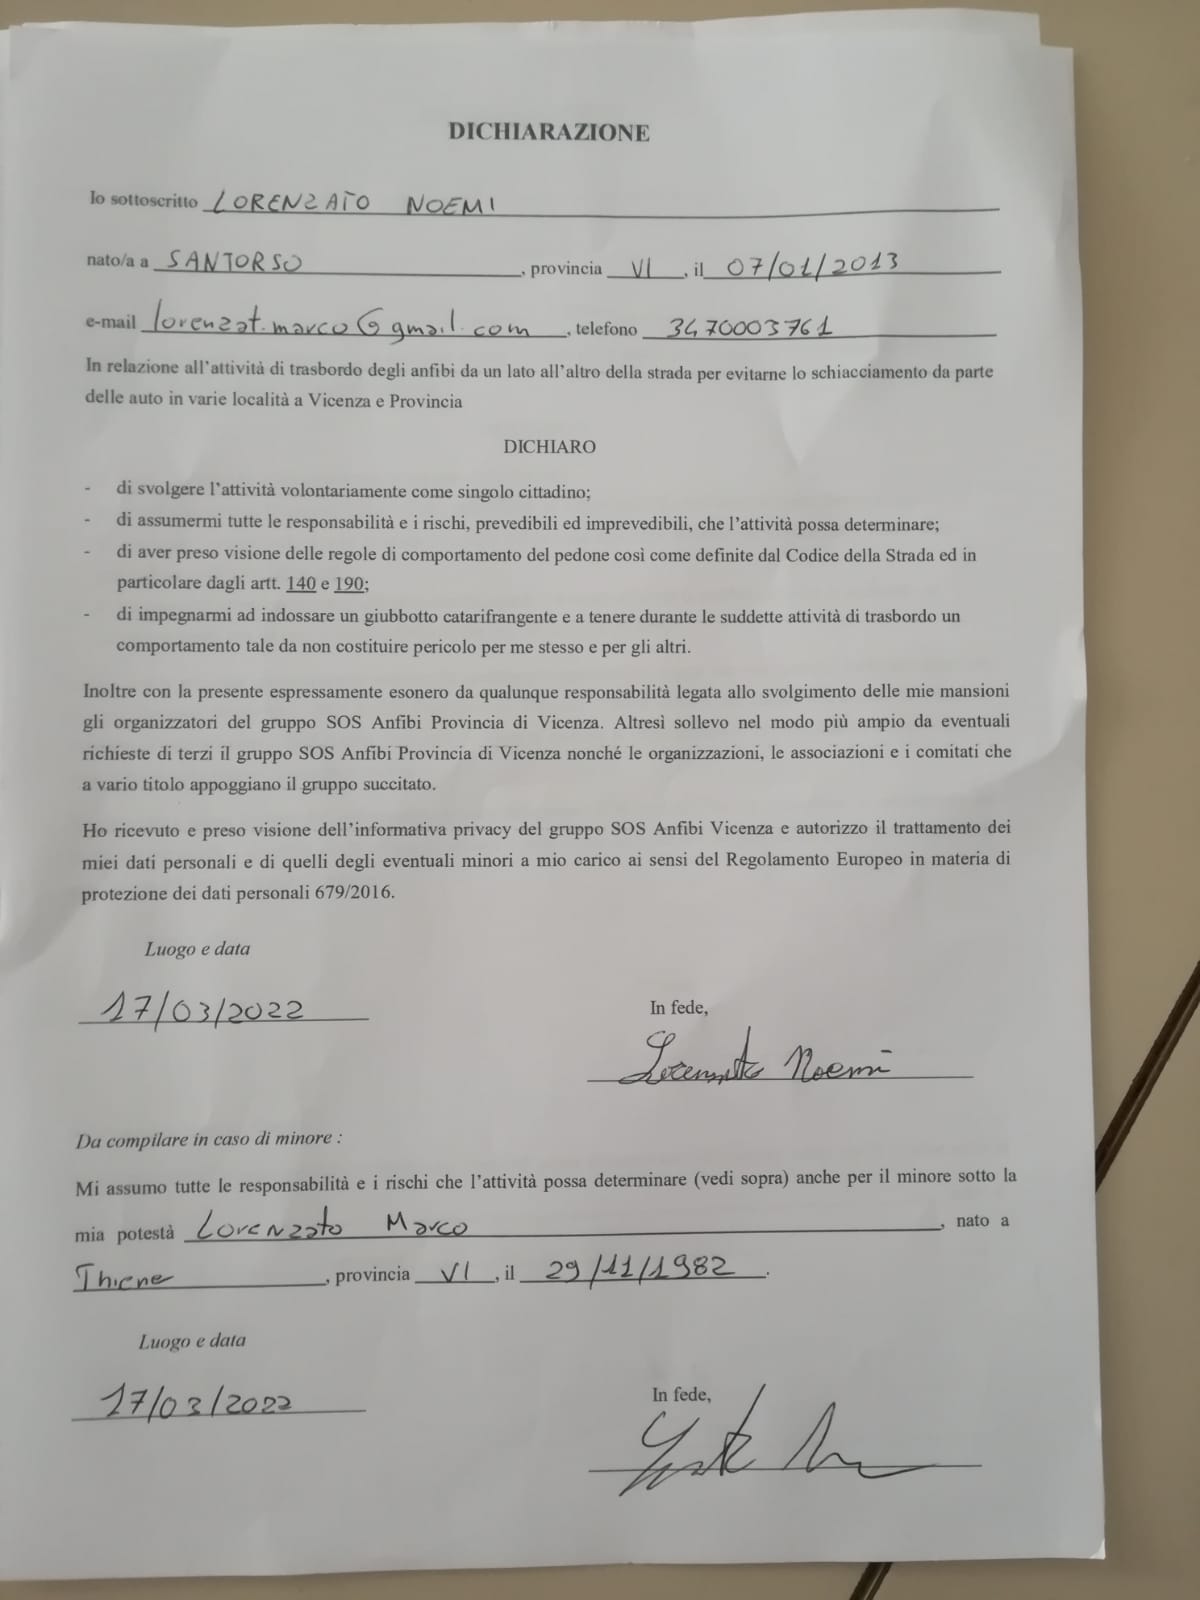 DICHIARAZIONE
Io sottoscritto LORENZATO NOEMI
nato/a a SANTORSO, provincia VI, il 07/01/2013
e-mail lorenzat.marco@gmail.com, telefono 3470003761
In relazione all'attività di trasbordo degli anfibi da un lato all'altro della strada per evitarne lo schiacciamento da parte
delle auto in varie località a Vicenza e Provincia
DICHIARO
- di svolgere l'attività volontariamente come singolo cittadino;
- di assumermi tutte le responsabilità e i rischi, prevedibili ed imprevedibili, che l'attività possa determinare;
- di aver preso visione delle regole di comportamento del pedone così come definite dal Codice della Strada ed in
particolare dagli artt. 140 e 190;
- di impegnarmi ad indossare un giubbotto catarifrangente e a tenere durante le suddette attività di trasbordo un
comportamento tale da non costituire pericolo per me stesso e per gli altri.
Inoltre con la presente espressamente esonero da qualunque responsabilità legata allo svolgimento delle mie mansioni
gli organizzatori del gruppo SOS Anfibi Provincia di Vicenza. Altresì sollevo nel modo più ampio da eventuali
richieste di terzi il gruppo SOS Anfibi Provincia di Vicenza nonché le organizzazioni, le associazioni e i comitati che
a vario titolo appoggiano il gruppo succitato.
Ho ricevuto e preso visione dell'informativa privacy del gruppo SOS Anfibi Vicenza e autorizzo il trattamento dei
miei dati personali e di quelli degli eventuali minori a mio carico ai sensi del Regolamento Europeo in materia di
protezione dei dati personali 679/2016.
Luogo e data
17/03/2022
In fede,
Lorenzato Noemi
Da compilare in caso di minore :
Mi assumo tutte le responsabilità e i rischi che l'attività possa determinare (vedi sopra) anche per il minore sotto la
mia potestà Lorenzato Marco, nato a
Thiene, provincia VI, il 29/11/1982.
Luogo e data
17/03/2022
In fede,